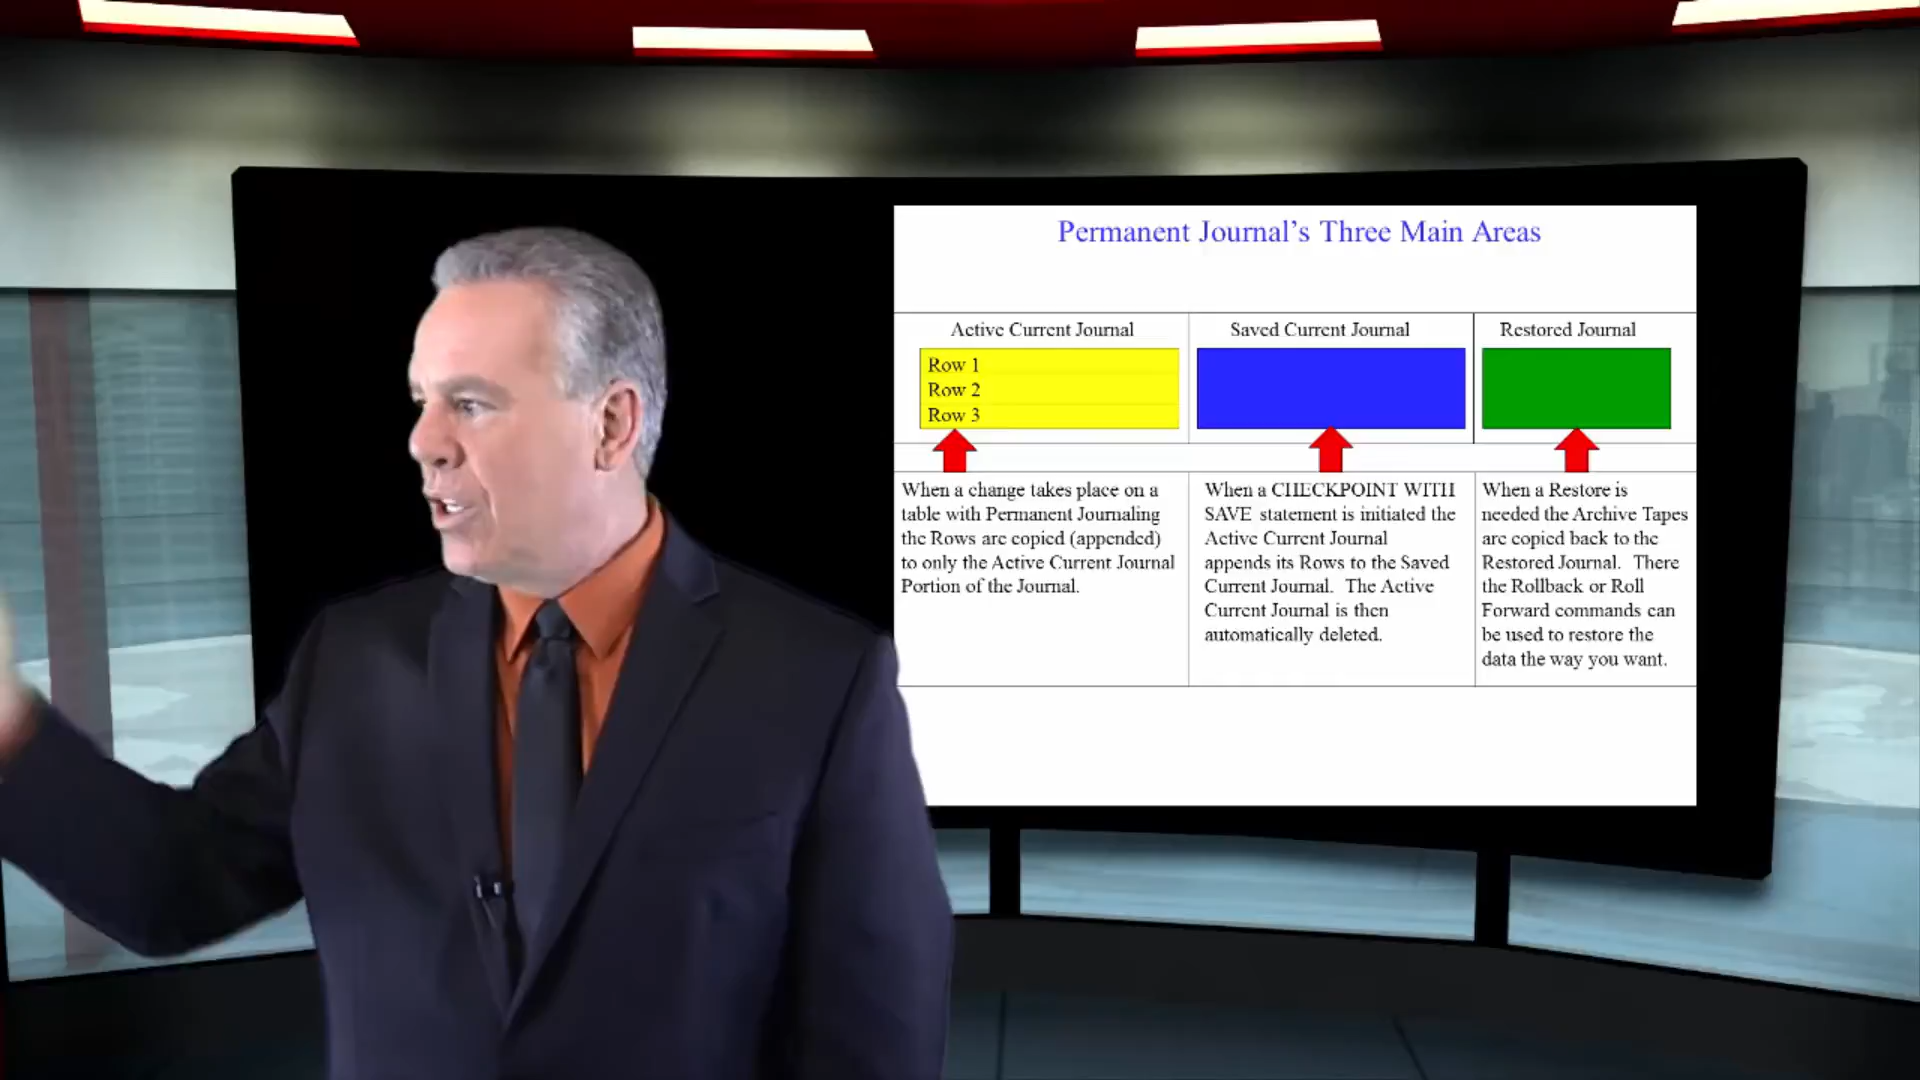 Permanent Journal's Three Main Areas
Active Current Journal
Row 1
Row 2
Row 3
When a change takes place on a
table with Permanent Journaling
the Rows are copied (appended)
to only the Active Current Journal
Portion of the Journal.
Saved Current Journal
When a CHECKPOINT WITH
SAVE statement is initiated the
Active Current Journal
appends its Rows to the Saved
Current Journal. The Active
Current Journal is then
automatically deleted.
Restored Journal
When a Restore is
needed the Archive Tapes
are copied back to the
Restored Journal. There
the Rollback or Roll
Forward commands can
be used to restore the
data the way you want.